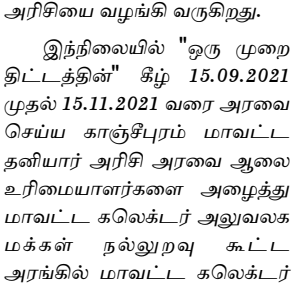 அரிசியை வழங்கி வருகிறது.
இந்நிலையில் "ஒரு முறை
திட்டத்தின்" கீழ் 15.09.2021
முதல் 15.11.2021 வரை அரவை
செய்ய காஞ்சீபுரம் மாவட்ட
தனியார் அரிசி அரவை ஆலை
உரிமையாளர்களை அழைத்து
மாவட்ட கலெக்டர் அலுவலக
மக்கள் நல்லுறவு கூட்ட
அரங்கில் மாவட்ட கலெக்டர்